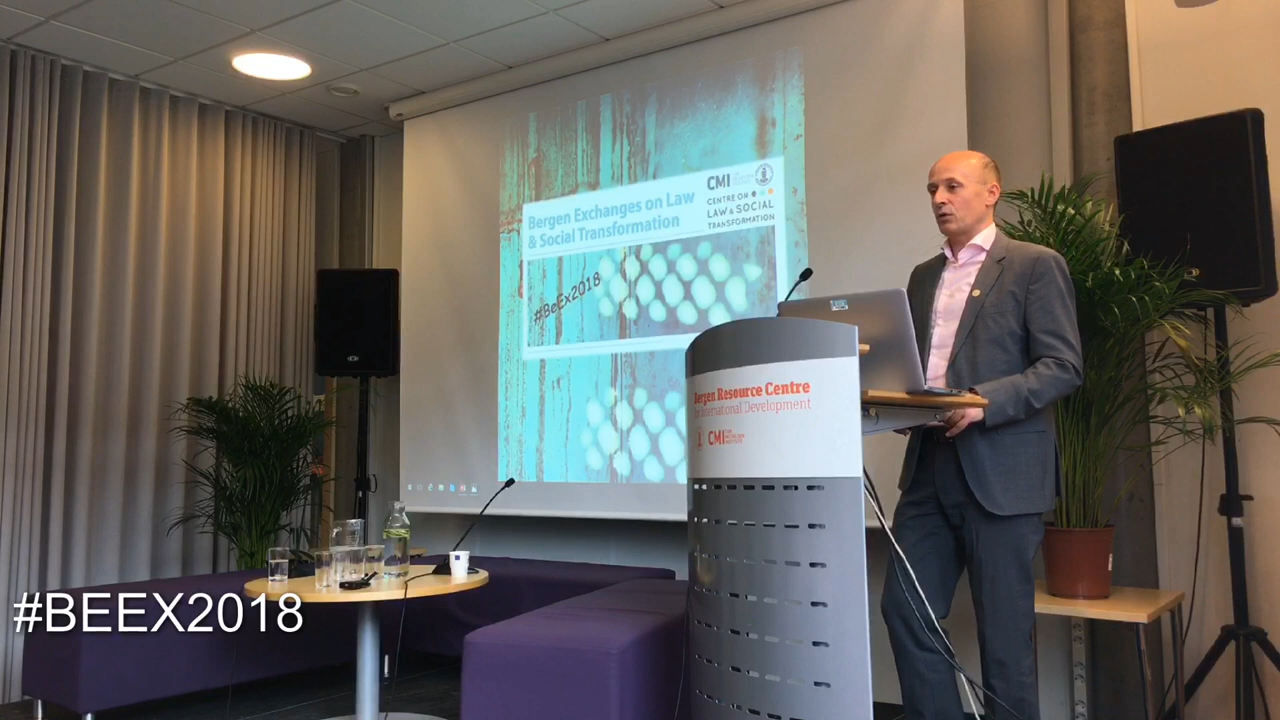 CMI
CENTRE ON
LAW & SOCIAL
TRANSFORMATION
Bergen Exchanges on Law
& Social Transformation
#BeEx2018
Bergen Resource Centre
for International Development
CMI
#BEEX2018